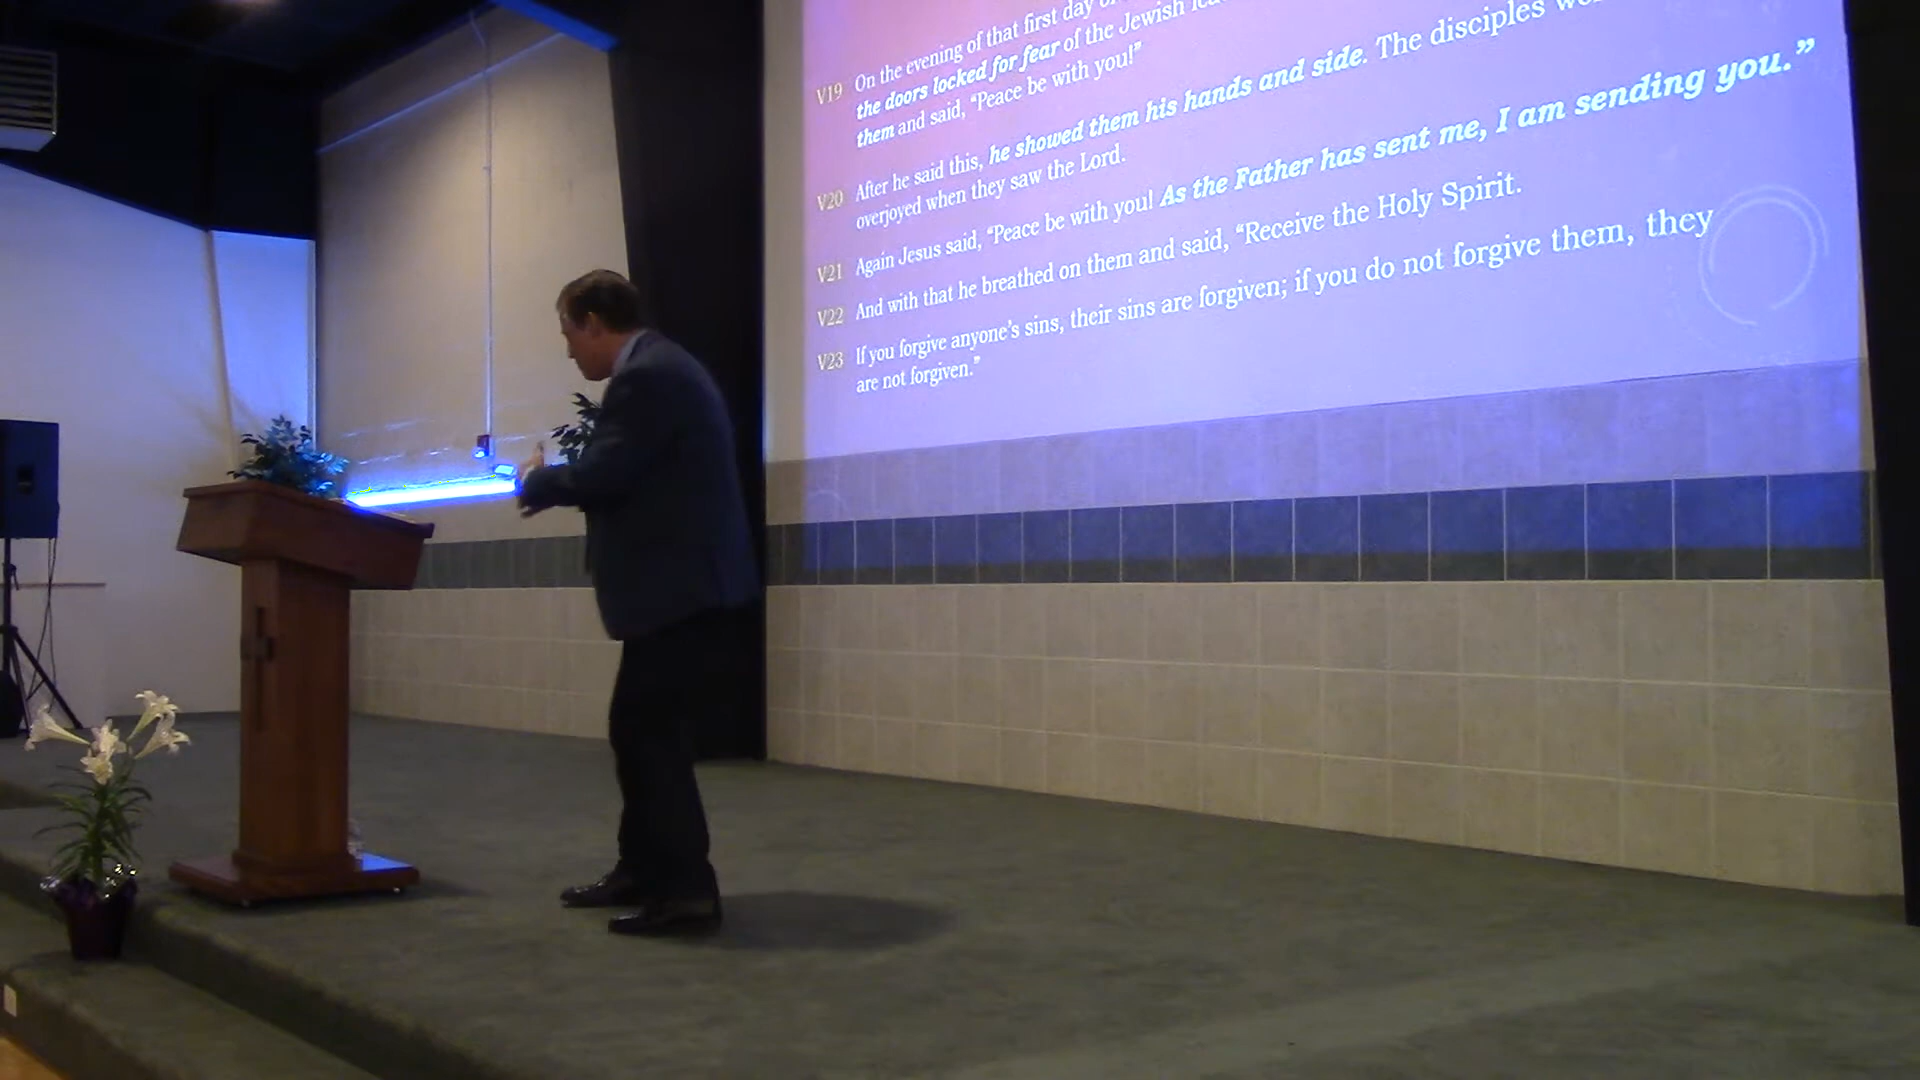 V19 On the evening of that first day
the doors locked for fear of the Jewish
them and said, “Peace be with you!”
V20 After he said this, he showed them his hands and side. The disciples
overjoyed when they saw the Lord.
V21 Again Jesus said, “Peace be with you! As the Father has sent me, I am sending you.”
V22 And with that he breathed on them and said, “Receive the Holy Spirit.
V23 If you forgive anyone’s sins, their sins are forgiven; if you do not forgive them, they
are not forgiven.”